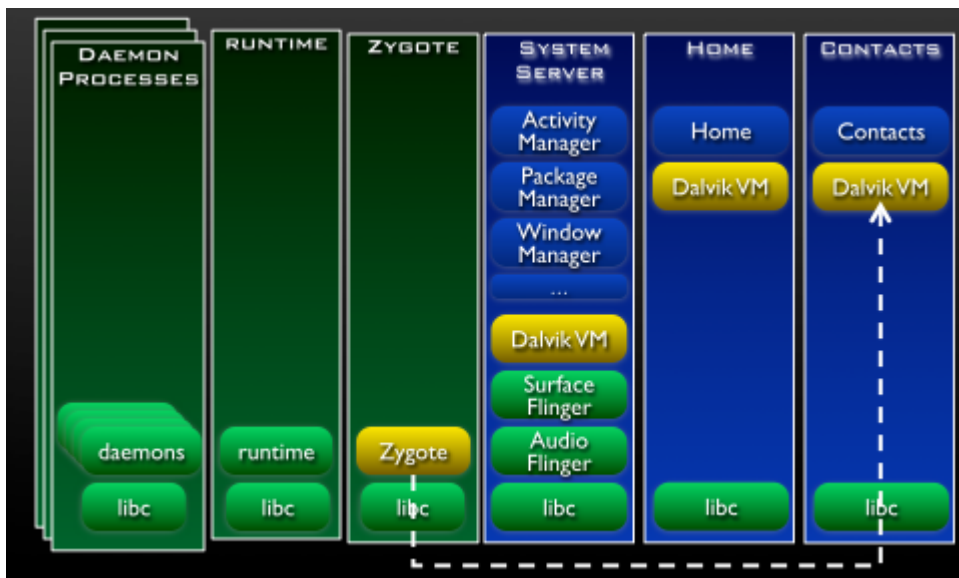 DAEMON
PROCESSES
daemons
libc
RUNTIME
runtime
libc
ZYGOTE
Zygote
libc
SYSTEM
SERVER
Activity
Manager
Package
Manager
Window
Manager
...
Dalvik VM
Surface
Flinger
Audio
Flinger
libc
HOME
Home
Dalvik VM
libc
CONTACTS
Contacts
Dalvik VM
libc